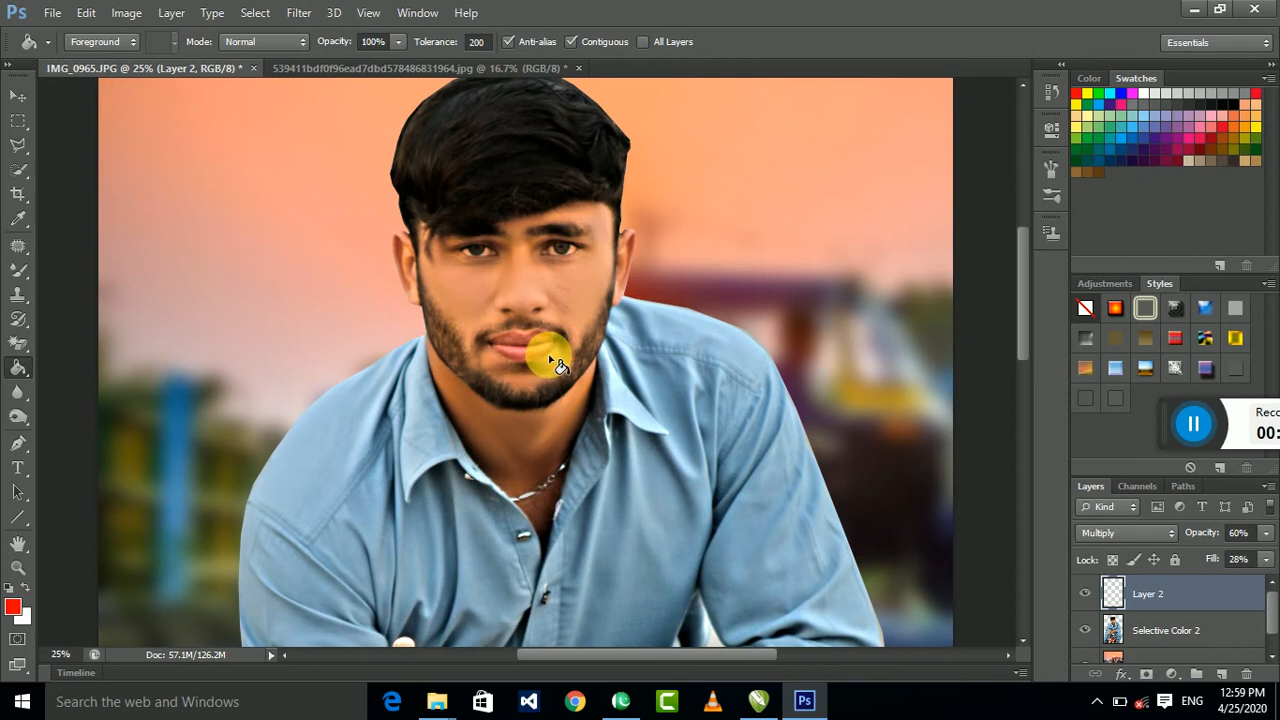 Ps File Edit Image Layer Type Select Filter 3D View Window Help
Foreground Mode: Normal Opacity: 100% Tolerance: 200 Anti-alias Contiguous All Layers Essentials
IMG_0965.JPG @ 25% (Layer 2, RGB/8) * × 539411bdf0f96ead7dbd578486831964.jpg @ 16.7% (RGB/8) * ×
Color Swatches
Adjustments Styles
Reco
00:
Layers Channels Paths
Kind
Multiply Opacity: 60%
Lock: Fill: 28%
Layer 2
Selective Color 2
25% Doc: 57.1M/126.2M
Timeline
Search the web and Windows
Ps
ENG
12:59 PM
4/25/2020